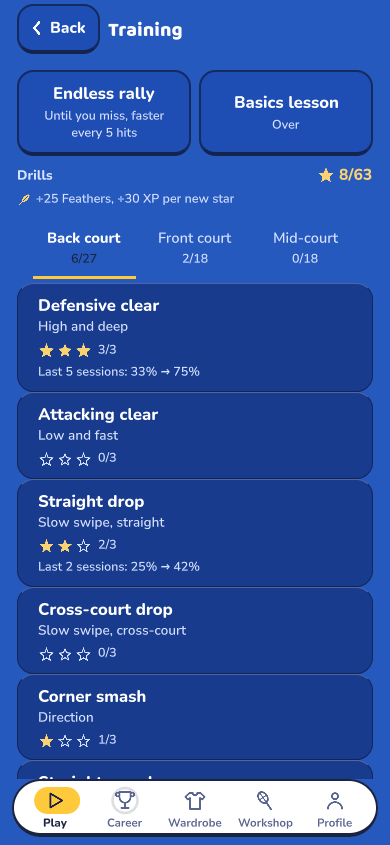 Back
Training
Endless rally
Until you miss, faster
every 5 hits
Basics lesson
Over
Drills
8/63
+25 Feathers, +30 XP per new star
Back court
6/27
Front court
2/18
Mid-court
0/18
Defensive clear
High and deep
3/3
Last 5 sessions: 33% → 75%
Attacking clear
Low and fast
0/3
Straight drop
Slow swipe, straight
2/3
Last 2 sessions: 25% → 42%
Cross-court drop
Slow swipe, cross-court
0/3
Corner smash
Direction
1/3
Play
Career
Wardrobe
Workshop
Profile